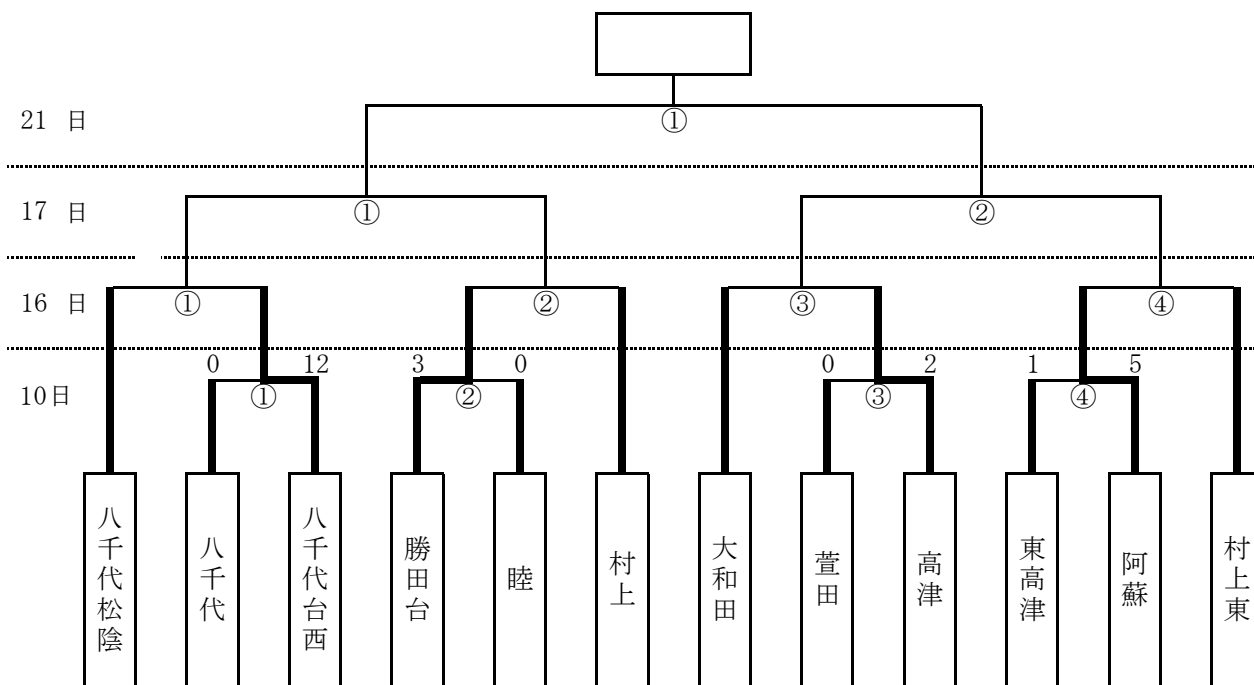 21 日
①
17 日
①
②
16 日
①
②
③
④
0 12 3 0 0 2 1 5
10日
①
②
③
④
八千代松陰
八千代
八千代台西
勝田台
睦
村上
大和田
萱田
高津
東高津
阿蘇
村上東